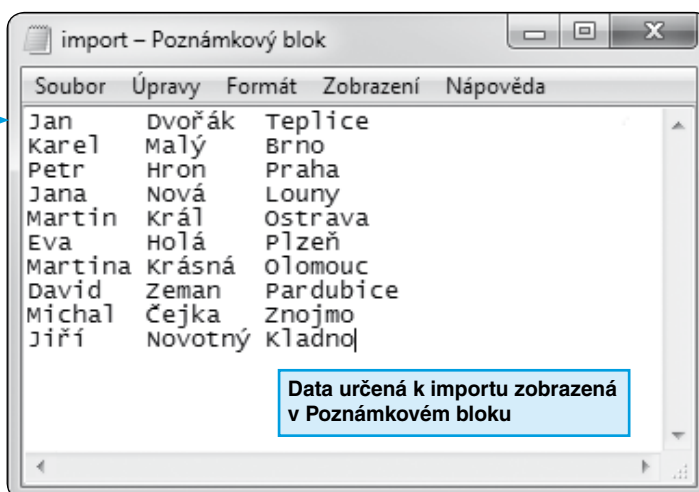 import – Poznámkový blok
Soubor Úpravy Formát Zobrazení Nápověda
Jan Dvořák Teplice
Karel Malý Brno
Petr Hron Praha
Jana Nová Louny
Martin Král Ostrava
Eva Holá Plzeň
Martina Krásná Olomouc
David Zeman Pardubice
Michal Čejka Znojmo
Jiří Novotný Kladno
Data určená k importu zobrazená
v Poznámkovém bloku